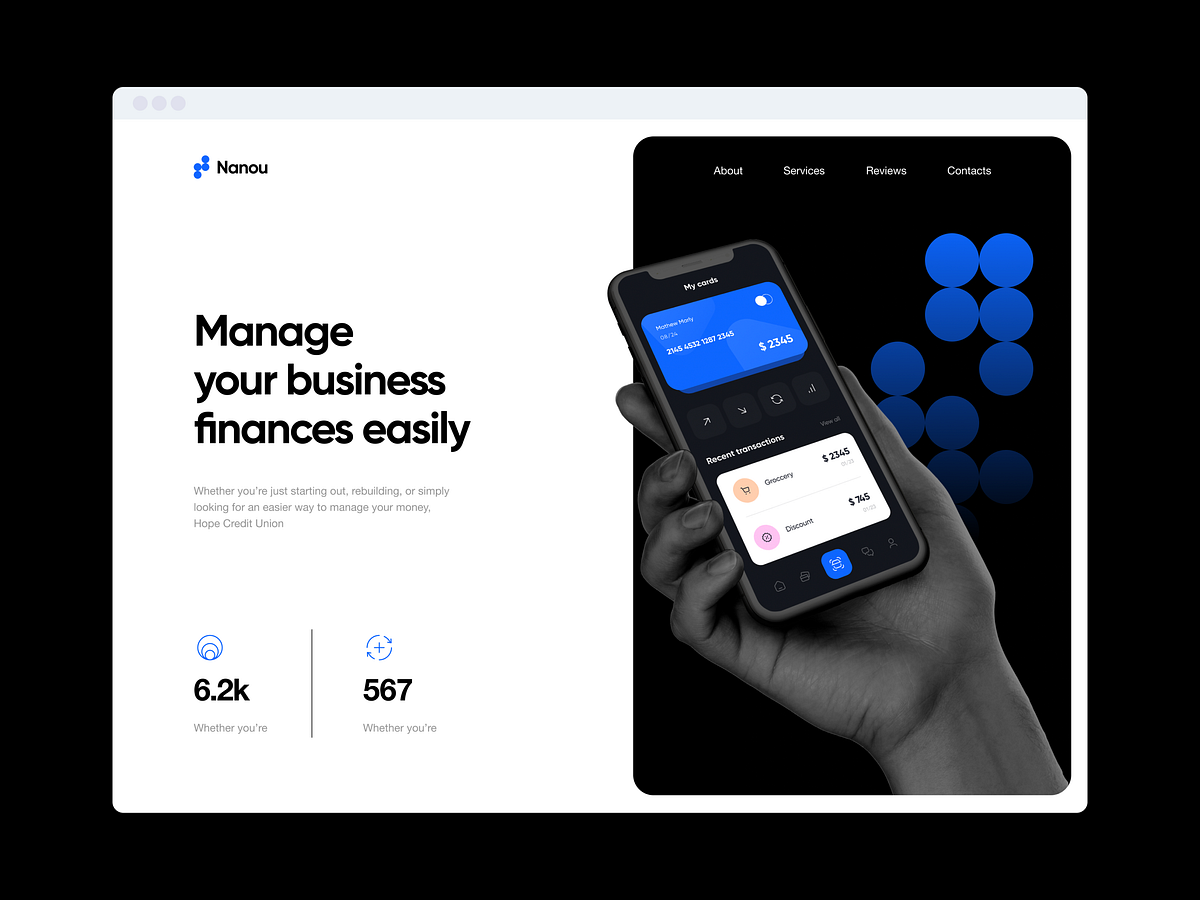 Nanou
About
Services
Reviews
Contacts
Manage
your business
finances easily
Whether you're just starting out, rebuilding, or simply
looking for an easier way to manage your money,
Hope Credit Union
6.2k
Whether you're
567
Whether you're
My cards
Mathew Marly
08/24
2145 4532 1287 2345
$ 2345
Recent transactions
View all
Groccery
$ 2345
01/23
Discount
$ 745
01/23